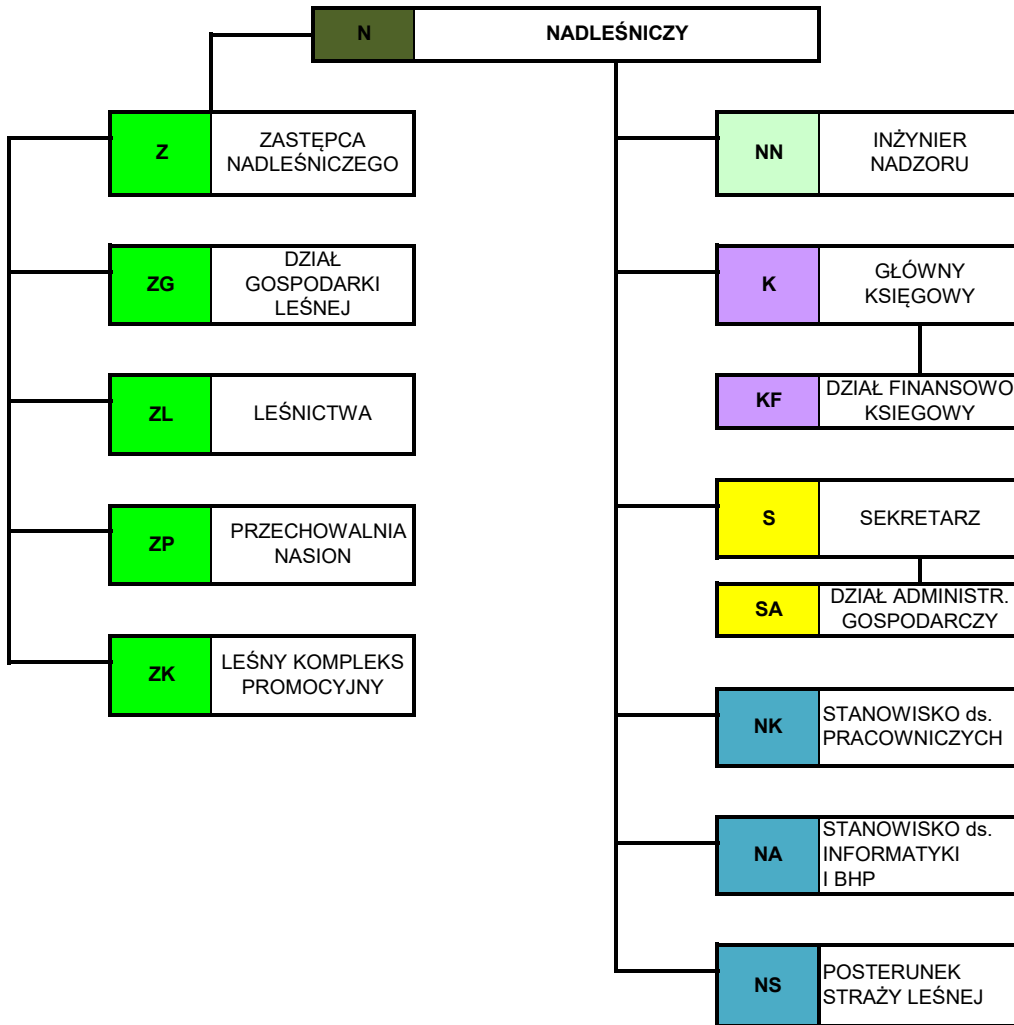 N
NADLEŚNICZY
Z
ZASTĘPCA
NADLEŚNICZEGO
ZG
DZIAŁ
GOSPODARKI
LEŚNEJ
ZL
LEŚNICTWA
ZP
PRZECHOWALNIA
NASION
ZK
LEŚNY KOMPLEKS
PROMOCYJNY
NN
INŻYNIER
NADZORU
K
GŁÓWNY
KSIĘGOWY
KF
DZIAŁ FINANSOWO
KSIEGOWY
S
SEKRETARZ
SA
DZIAŁ ADMINISTR.
GOSPODARCZY
NK
STANOWISKO ds.
PRACOWNICZYCH
NA
STANOWISKO ds.
INFORMATYKI
I BHP
NS
POSTERUNEK
STRAŻY LEŚNEJ